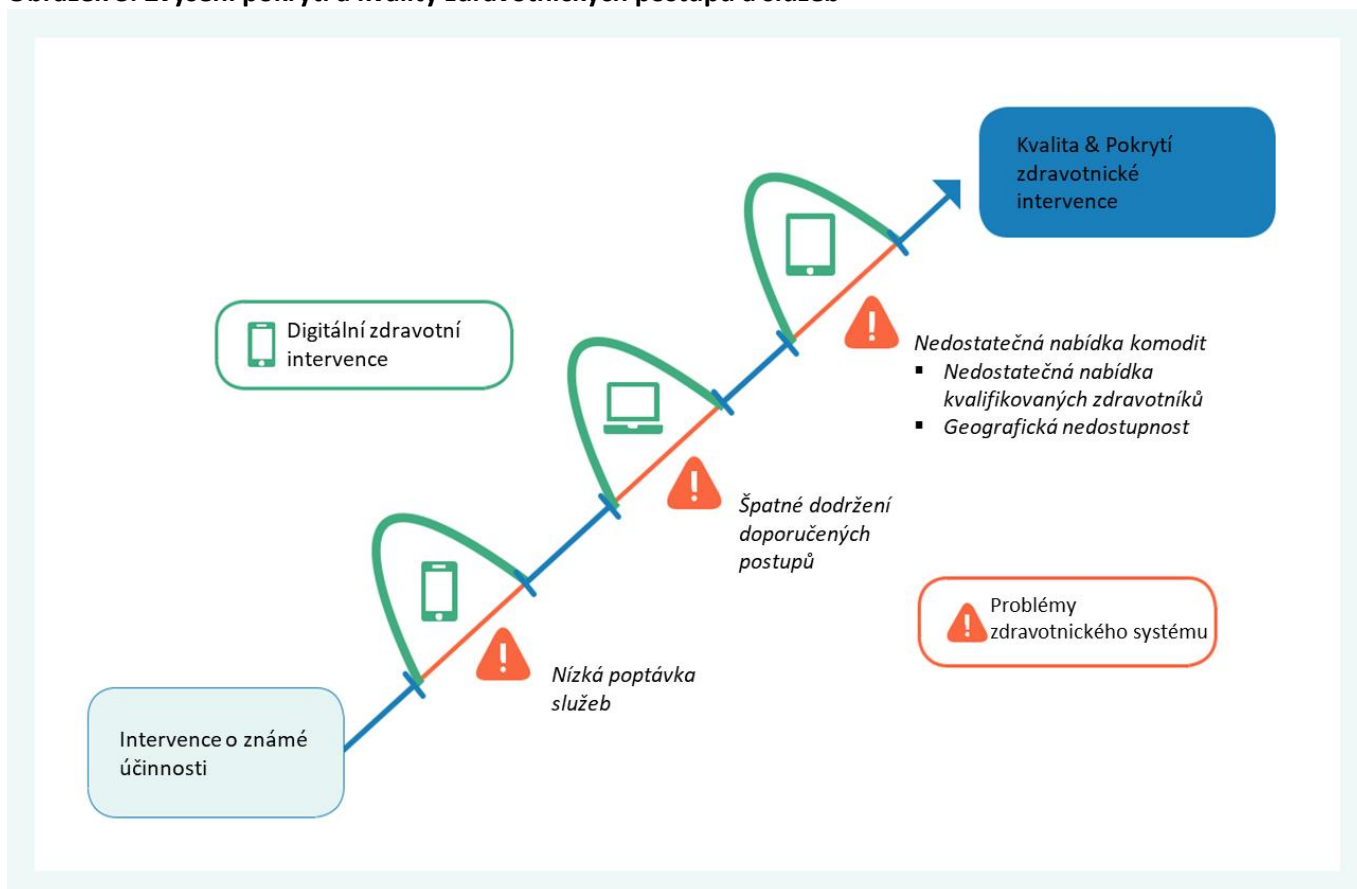 Kvalita & Pokrytí
zdravotnické
intervence
Digitální zdravotní
intervence
Nedostatečná nabídka komodit
▪ Nedostatečná nabídka
kvalifikovaných zdravotníků
▪ Geografická nedostupnost
Špatné dodržení
doporučených
postupů
Problémy
zdravotnického systému
Nízká poptávka
služeb
Intervence o známé
účinnosti